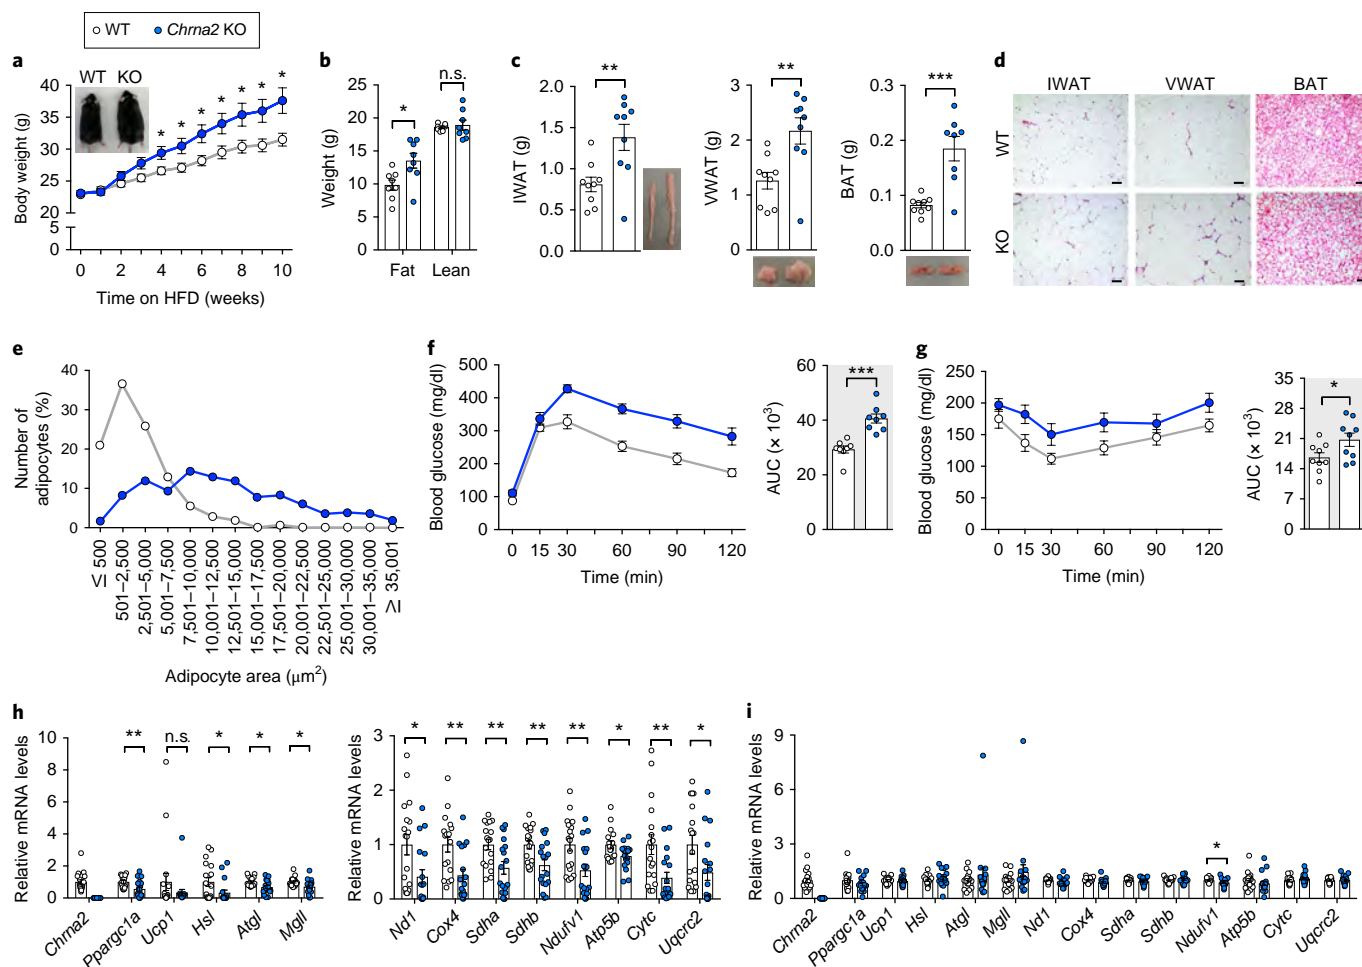 WT
Chrna2 KO
a
WT KO
Body weight (g)
40
35
30
25
20
5
0
0 2 4 6 8 10
Time on HFD (weeks)
* * * * * * *
b
Weight (g)
25
20
15
10
5
0
*
n.s.
Fat Lean
c
IWAT (g)
2.0
1.5
1.0
0.5
0.0
**
VWAT (g)
3
2
1
0
**
BAT (g)
0.3
0.2
0.1
0.0
***
d
IWAT VWAT BAT
WT
KO
e
Number of
adipocytes (%)
40
30
20
10
0
≤ 500
501–2,500
2,501–5,000
5,001–7,500
7,501–10,000
10,001–12,500
12,501–15,000
15,001–17,500
17,501–20,000
20,001–22,500
22,501–25,000
25,001–30,000
30,001–35,000
≥ 35,001
Adipocyte area (μm²)
f
Blood glucose (mg/dl)
500
400
300
200
100
0
0 15 30 60 90 120
Time (min)
AUC (× 10³)
60
40
20
0
***
g
Blood glucose (mg/dl)
250
200
150
100
50
0
0 15 30 60 90 120
Time (min)
AUC (× 10³)
35
28
21
14
7
0
*
h
Relative mRNA levels
10
8
6
4
2
0
** n.s. * * *
Chrna2 Ppargc1a Ucp1 Hsl Atgl Mgll
Relative mRNA levels
3
2
1
0
* ** ** ** ** * ** *
Nd1 Cox4 Sdha Sdhb Ndufv1 Atp5b Cytc Uqcrc2
i
Relative mRNA levels
9
6
3
0
*
Chrna2 Ppargc1a Ucp1 Hsl Atgl Mgll Nd1 Cox4 Sdha Sdhb Ndufv1 Atp5b Cytc Uqcrc2